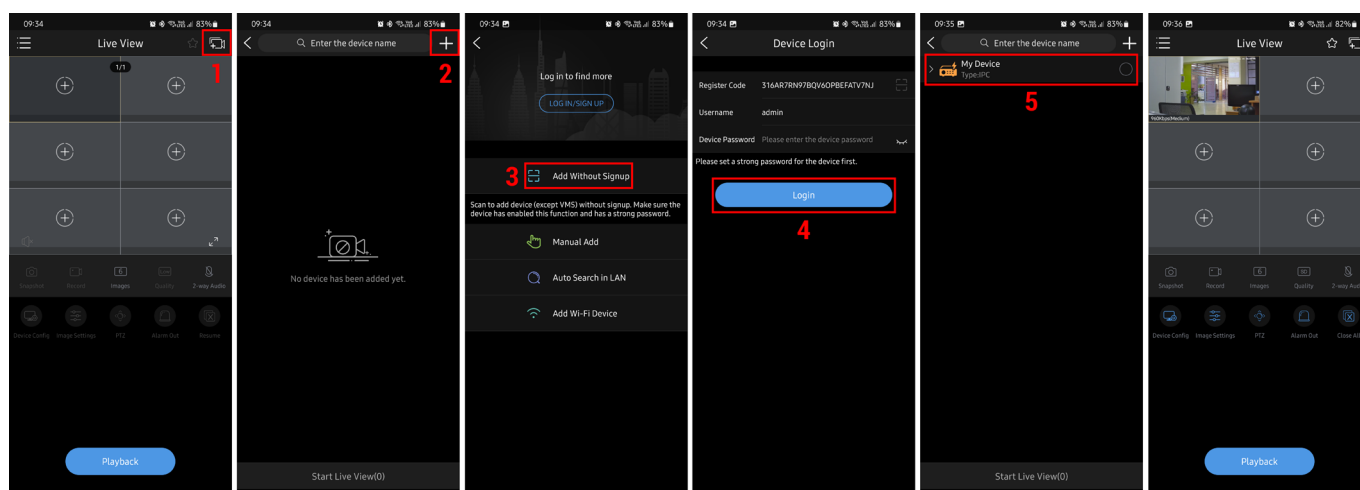 09:34
83%
Live View
1
1/1
Snapshot
Record
6
Images
Quality
2-way Audio
Device Config
Image Settings
PTZ
Alarm Out
Resume
Playback
09:34
83%
Enter the device name
2
No device has been added yet.
Start Live View(0)
09:34
83%
Log in to find more
LOG IN/SIGN UP
3
Add Without Signup
Scan to add device (except VMS) without signup. Make sure the
device has enabled this function and has a strong password.
Manual Add
Auto Search in LAN
Add Wi-Fi Device
09:34
83%
Device Login
Register Code 316AR7RN97BQV6OPBEFATV7NJ
Username admin
Device Password Please enter the device password
Please set a strong password for the device first.
Login
4
09:35
83%
Enter the device name
My Device
Type:IPC
5
Start Live View(0)
09:36
82%
Live View
960Kbps(Medium)
Snapshot
Record
6
Images
SD
Quality
2-way Aud
Device Config
Image Settings
PTZ
Alarm Out
Close All
Playback